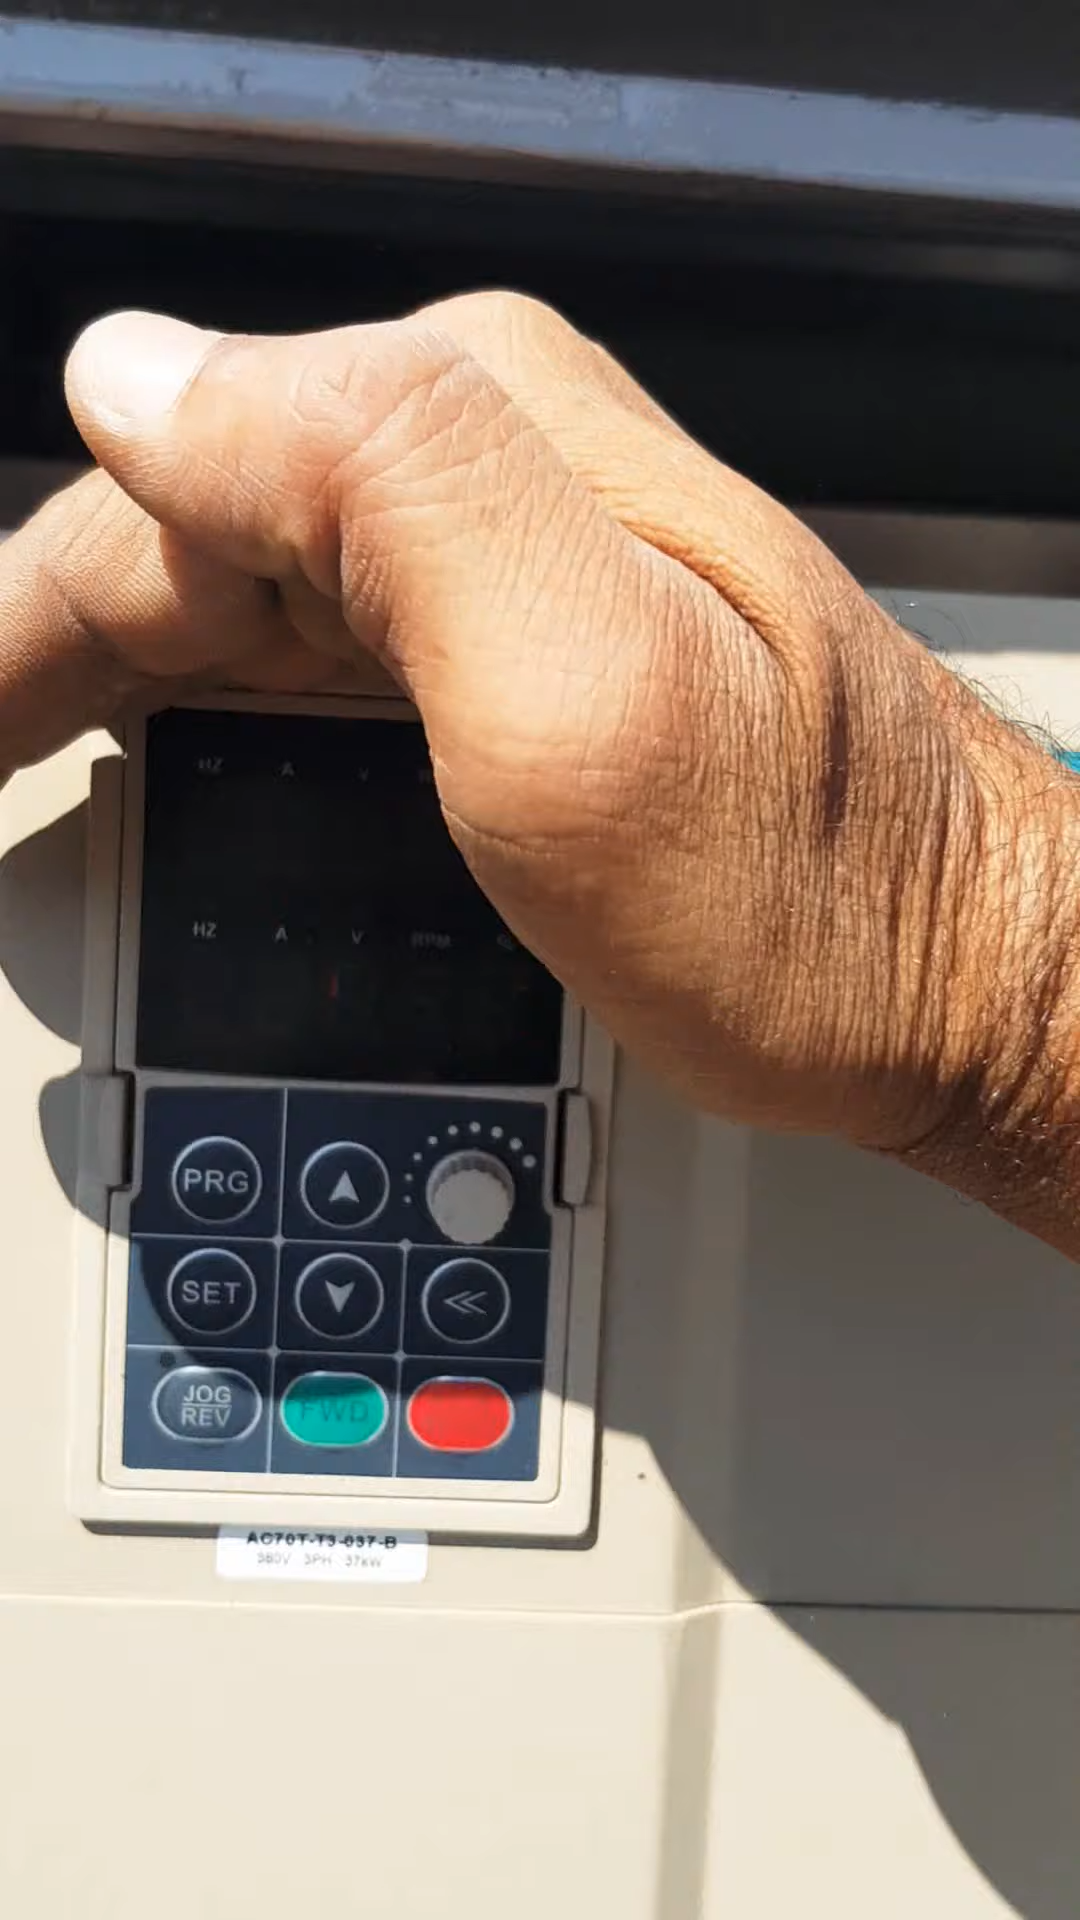 HZ A V
HZ A V RPM %
PRG
SET
JOG
REV
FWD
AC70T-T3-037-B
380V 3PH 37kW